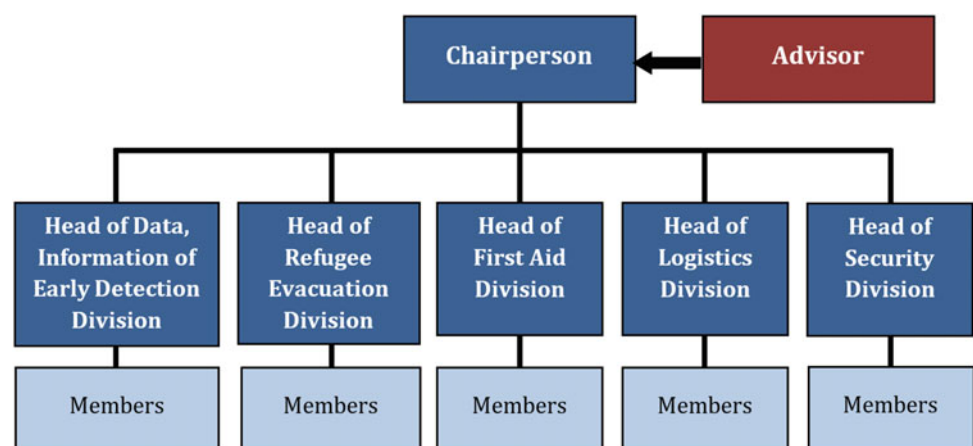 Chairperson
Advisor
Head of Data,
Information of
Early Detection
Division
Head of
Refugee
Evacuation
Division
Head of
First Aid
Division
Head of
Logistics
Division
Head of
Security
Division
Members
Members
Members
Members
Members